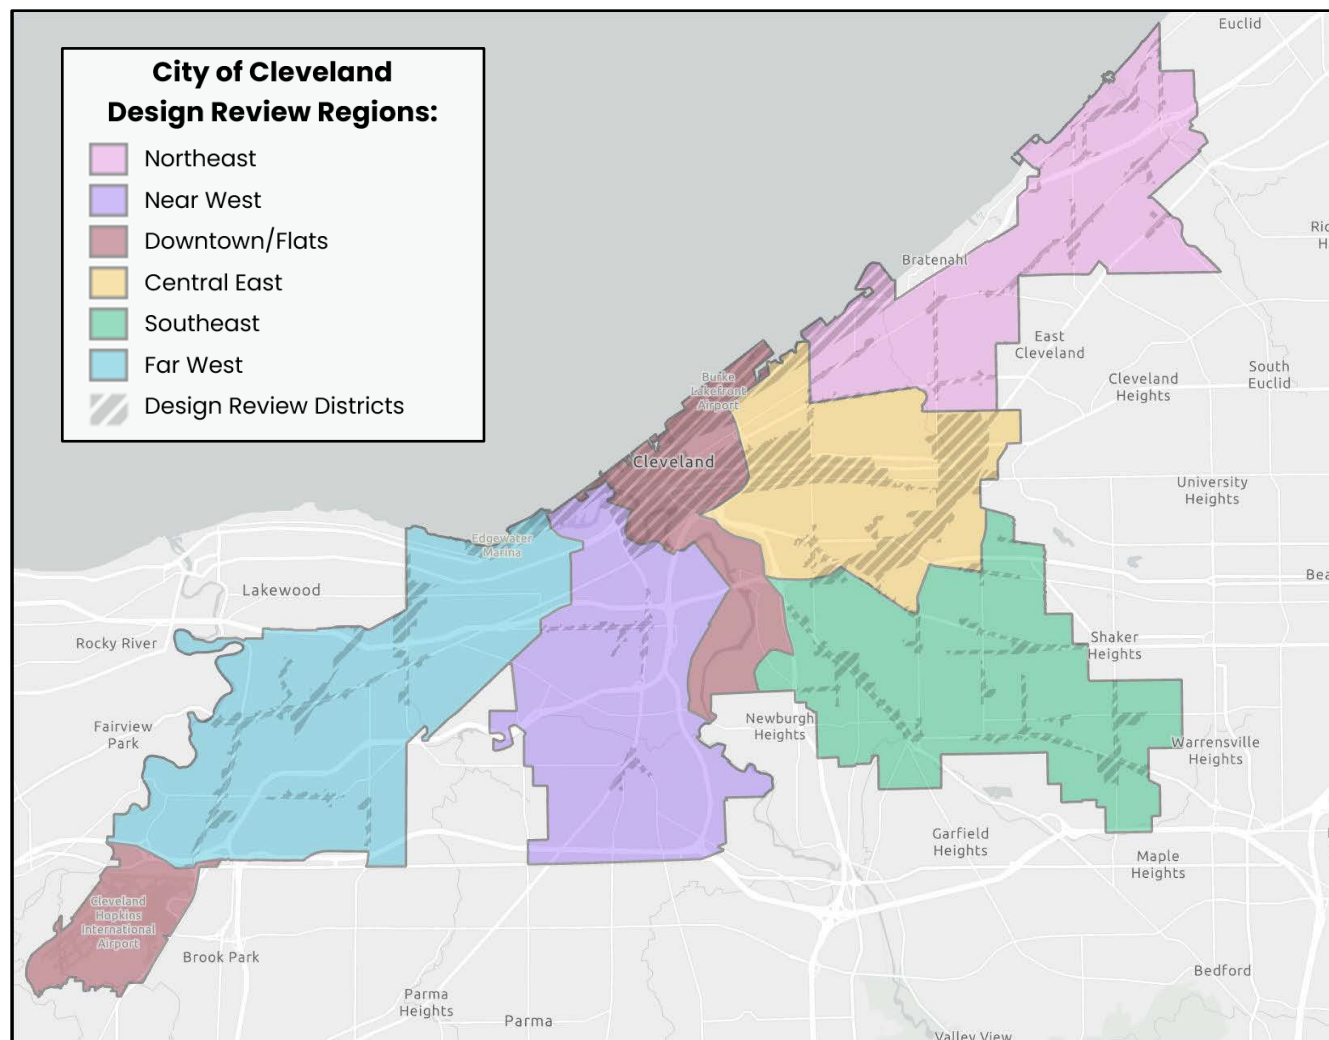 City of Cleveland
Design Review Regions:
Northeast
Near West
Downtown/Flats
Central East
Southeast
Far West
Design Review Districts
Euclid
Bratenahl
East
Cleveland
Cleveland
Heights
South
Euclid
Burke
Lakefront
Airport
Cleveland
University
Heights
Edgewater
Marina
Lakewood
Rocky River
Shaker
Heights
Fairview
Park
Newburgh
Heights
Warrensville
Heights
Garfield
Heights
Maple
Heights
Cleveland
Hopkins
International
Airport
Brook Park
Bedford
Parma
Heights
Parma
Valley View